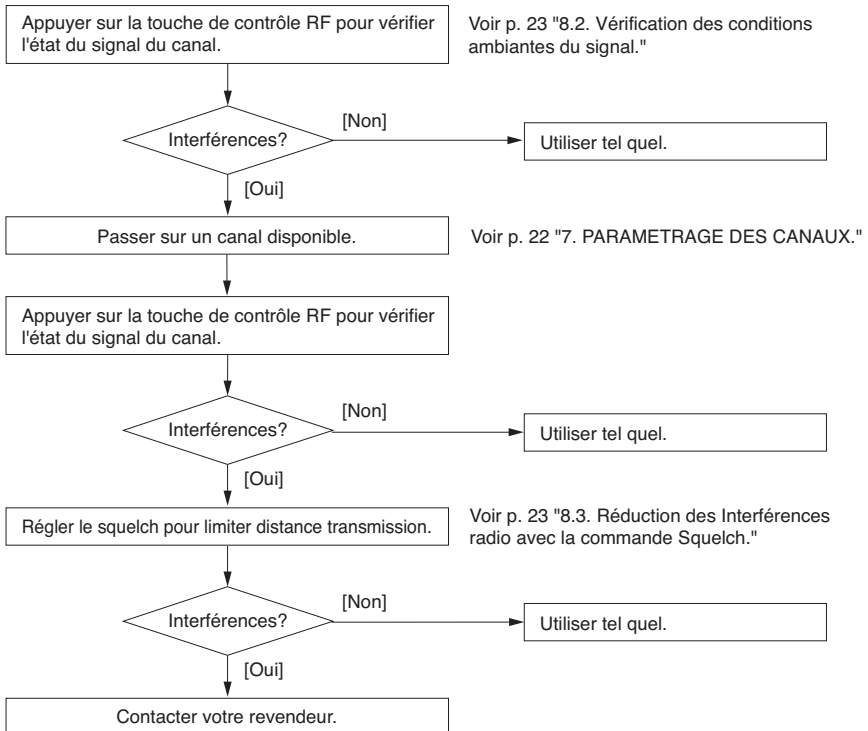 Appuyer sur la touche de contrôle RF pour vérifier
l'état du signal du canal.
Voir p. 23 "8.2. Vérification des conditions
ambiantes du signal."
Interférences?
[Non]
Utiliser tel quel.
[Oui]
Passer sur un canal disponible.
Voir p. 22 "7. PARAMETRAGE DES CANAUX."
Appuyer sur la touche de contrôle RF pour vérifier
l'état du signal du canal.
Interférences?
[Non]
Utiliser tel quel.
[Oui]
Régler le squelch pour limiter distance transmission.
Voir p. 23 "8.3. Réduction des Interférences
radio avec la commande Squelch."
Interférences?
[Non]
Utiliser tel quel.
[Oui]
Contacter votre revendeur.